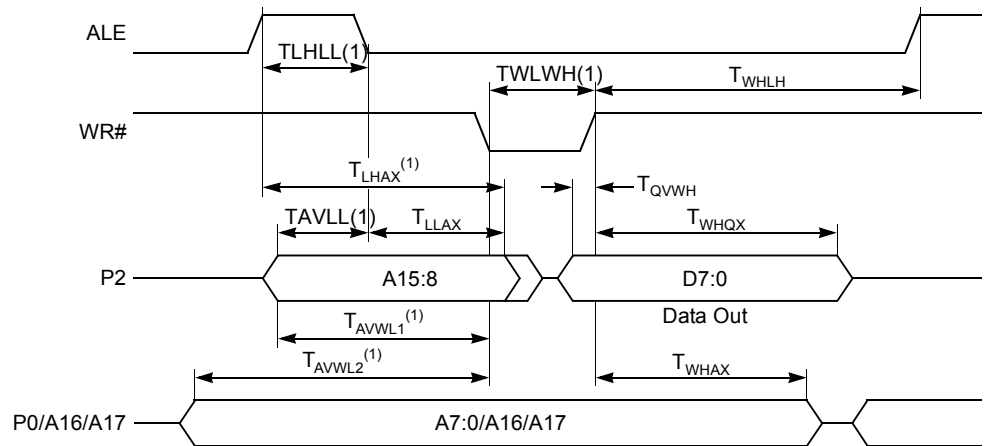 ALE
TLHLL(1)
TWLWH(1)
TWHLH
WR#
TLHAX(1)
TQVWH
TAVLL(1)
TLLAX
TWHQX
P2
A15:8
D7:0
Data Out
TAVWL1(1)
TAVWL2(1)
TWHAX
P0/A16/A17
A7:0/A16/A17